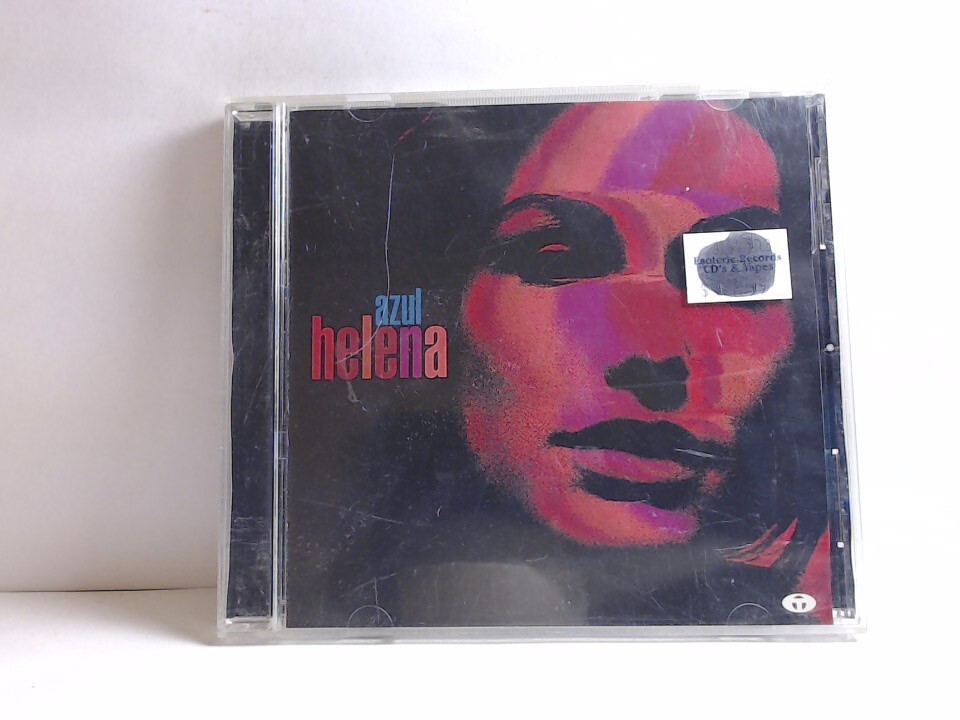 azul
helena
Esoteric Records
CD's & Tapes